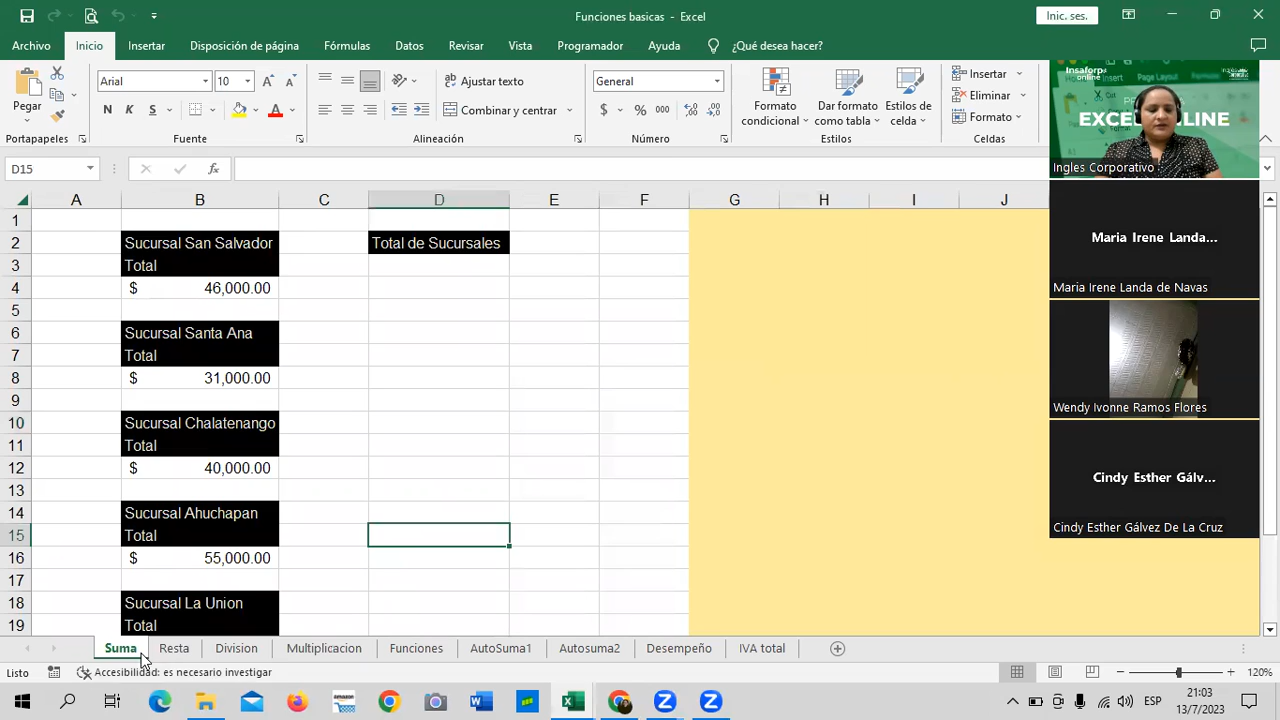 Funciones basicas - Excel
Inic. ses.
Archivo Inicio Insertar Disposición de página Fórmulas Datos Revisar Vista Programador Ayuda ¿Qué desea hacer?
Pegar
Arial 10
N K S
Ajustar texto
Combinar y centrar
General
$ % 000
Formato condicional
Dar formato como tabla
Estilos de celda
Insertar
Eliminar
Formato
Portapapeles Fuente Alineación Número Estilos Celdas
Insaforp online
EXCEL ONLINE
Ingles Corporativo
D15
fx
A B C D E F G H I J
1
2 Sucursal San Salvador Total de Sucursales
3 Total
4 $ 46,000.00
5
6 Sucursal Santa Ana
7 Total
8 $ 31,000.00
9
10 Sucursal Chalatenango
11 Total
12 $ 40,000.00
13
14 Sucursal Ahuchapan
15 Total
16 $ 55,000.00
17
18 Sucursal La Union
19 Total
Maria Irene Landa...
Maria Irene Landa de Navas
Wendy Ivonne Ramos Flores
Cindy Esther Gálv...
Cindy Esther Gálvez De La Cruz
Suma Resta Division Multiplicacion Funciones AutoSuma1 Autosuma2 Desempeño IVA total
Listo Accesibilidad: es necesario investigar 120%
ESP
21:03
13/7/2023